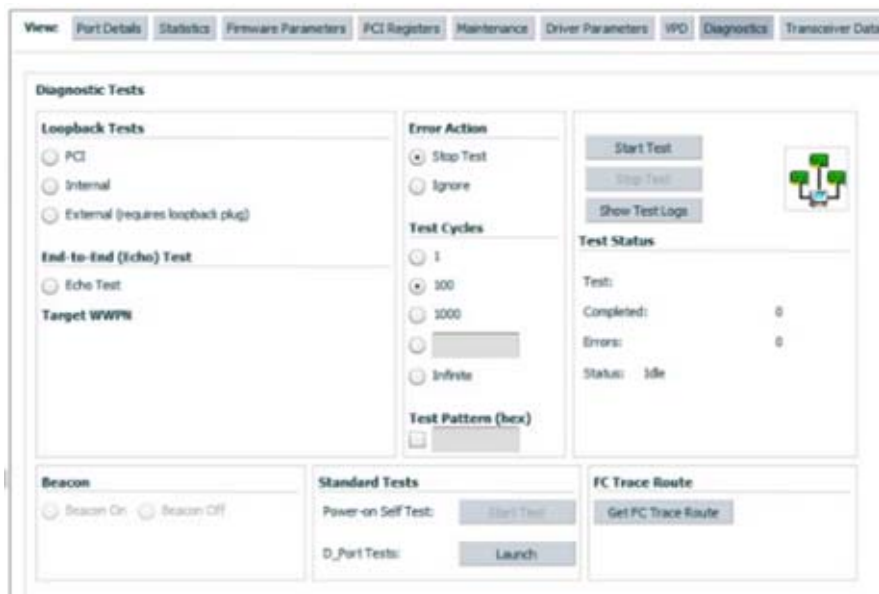 View: Port Details Statistics Firmware Parameters PCI Registers Maintenance Driver Parameters VPD Diagnostics Transceiver Data
Diagnostic Tests
Loopback Tests
PCI
Internal
External (requires loopback plug)
End-to-End (Echo) Test
Echo Test
Target WWPN
Error Action
Stop Test
Ignore
Test Cycles
1
100
1000
Infinite
Test Pattern (hex)
Start Test
Stop Test
Show Test Logs
Test Status
Test:
Completed: 0
Errors: 0
Status: Idle
Beacon
Beacon On Beacon Off
Standard Tests
Power-on Self Test: Start Test
D_Port Tests: Launch
FC Trace Route
Get FC Trace Route